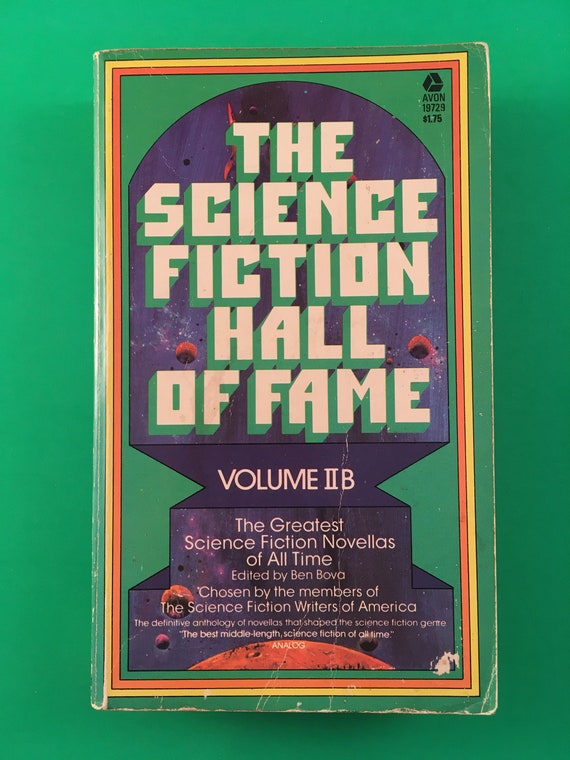 AVON
19729
$1.75
THE
SCIENCE
FICTION
HALL
OF FAME
VOLUME IIB
The Greatest
Science Fiction Novellas
of All Time
Edited by Ben Bova
Chosen by the members of
The Science Fiction Writers of America
The definitive anthology of novellas that shaped the science fiction genre
"The best middle-length, science fiction of all time."
ANALOG